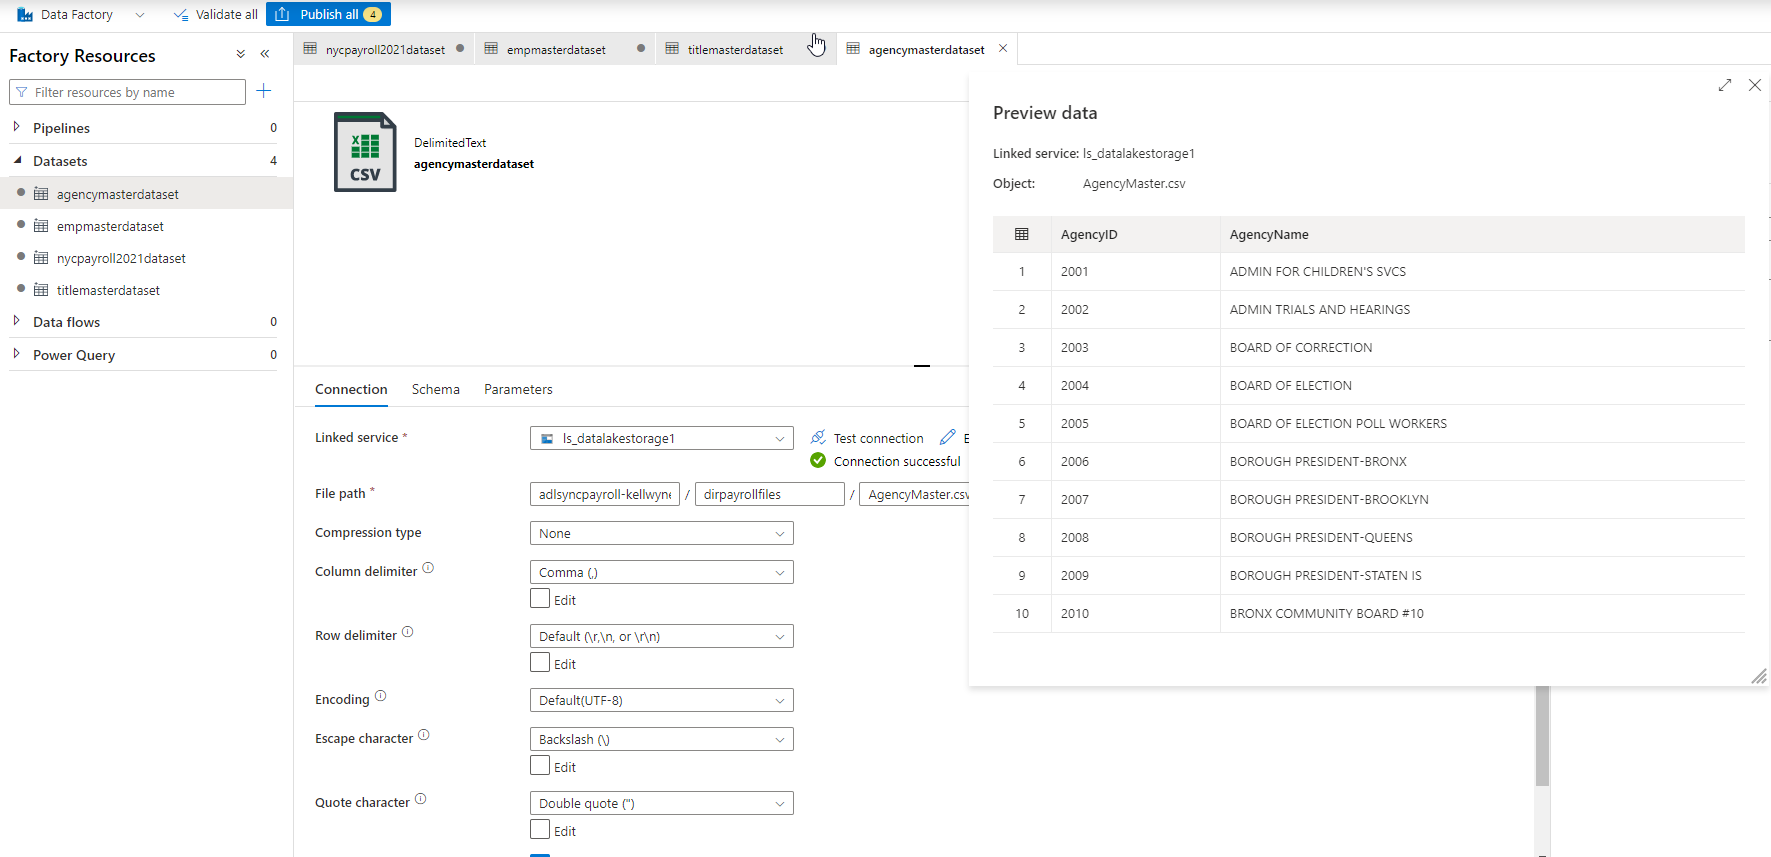 Data Factory
Validate all
Publish all 4
Factory Resources
Filter resources by name
Pipelines 0
Datasets 4
agencymasterdataset
empmasterdataset
nycpayroll2021dataset
titlemasterdataset
Data flows 0
Power Query 0
nycpayroll2021dataset
empmasterdataset
titlemasterdataset
agencymasterdataset
CSV
DelimitedText
agencymasterdataset
Connection Schema Parameters
Linked service *
ls_datalakestorage1
Test connection
Connection successful
File path *
adlsyncpayroll-kellwyne / dirpayrollfiles / AgencyMaster.csv
Compression type None
Column delimiter Comma (,)
Edit
Row delimiter Default (\r,\n, or \r\n)
Edit
Encoding Default(UTF-8)
Escape character Backslash (\)
Edit
Quote character Double quote (")
Edit
Preview data
Linked service: ls_datalakestorage1
Object: AgencyMaster.csv
AgencyID AgencyName
1 2001 ADMIN FOR CHILDREN'S SVCS
2 2002 ADMIN TRIALS AND HEARINGS
3 2003 BOARD OF CORRECTION
4 2004 BOARD OF ELECTION
5 2005 BOARD OF ELECTION POLL WORKERS
6 2006 BOROUGH PRESIDENT-BRONX
7 2007 BOROUGH PRESIDENT-BROOKLYN
8 2008 BOROUGH PRESIDENT-QUEENS
9 2009 BOROUGH PRESIDENT-STATEN IS
10 2010 BRONX COMMUNITY BOARD #10